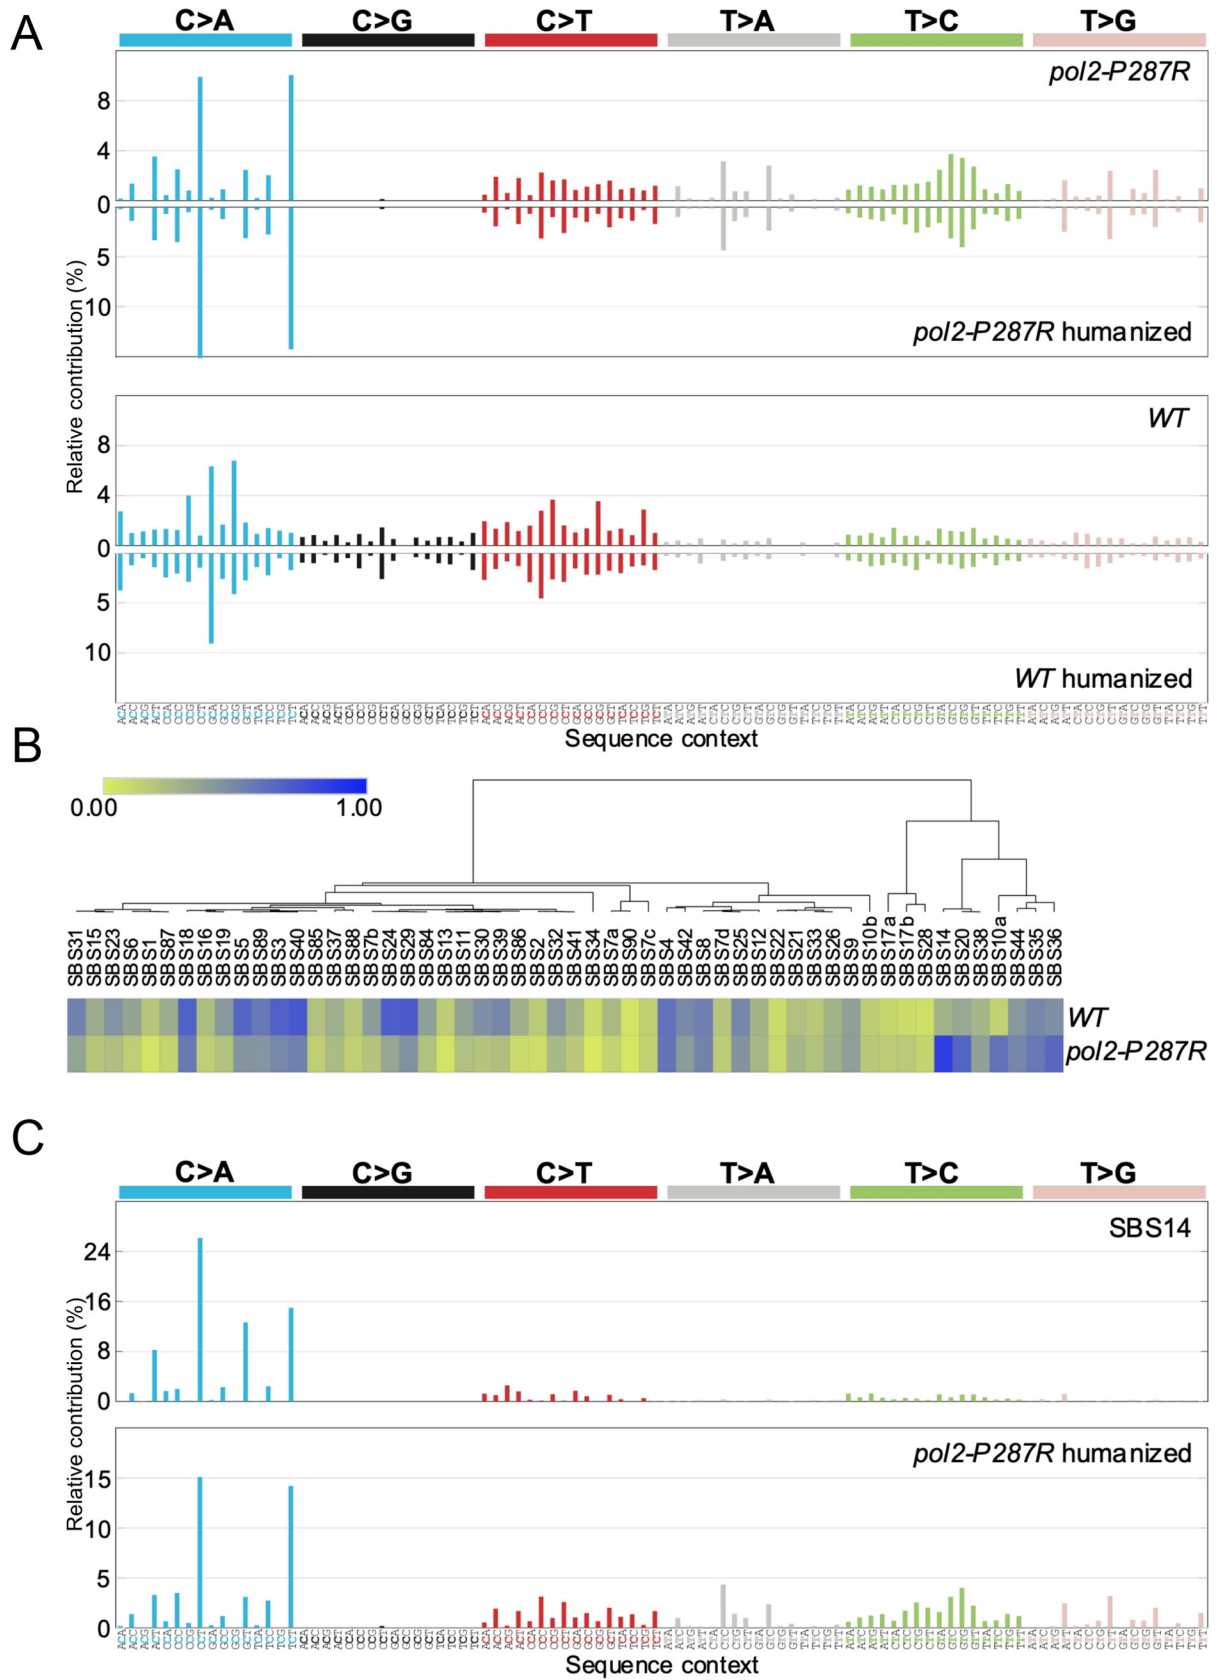 A
C>A C>G C>T T>A T>C T>G
pol2-P287R
8
4
0
0
5
10
pol2-P287R humanized
Relative contribution (%)
WT
8
4
0
5
10
WT humanized
Sequence context
B
0.00 1.00
SBS31 SBS15 SBS23 SBS6 SBS1 SBS87 SBS18 SBS16 SBS19 SBS5 SBS89 SBS3 SBS40 SBS85 SBS37 SBS88 SBS7b SBS24 SBS29 SBS84 SBS13 SBS11 SBS30 SBS39 SBS86 SBS2 SBS32 SBS41 SBS34 SBS7a SBS90 SBS7c SBS4 SBS42 SBS8 SBS7d SBS25 SBS12 SBS22 SBS21 SBS33 SBS26 SBS9 SBS10b SBS17a SBS17b SBS28 SBS14 SBS20 SBS38 SBS10a SBS44 SBS35 SBS36
WT
pol2-P287R
C
C>A C>G C>T T>A T>C T>G
SBS14
24
16
8
0
Relative contribution (%)
pol2-P287R humanized
15
10
5
0
Sequence context